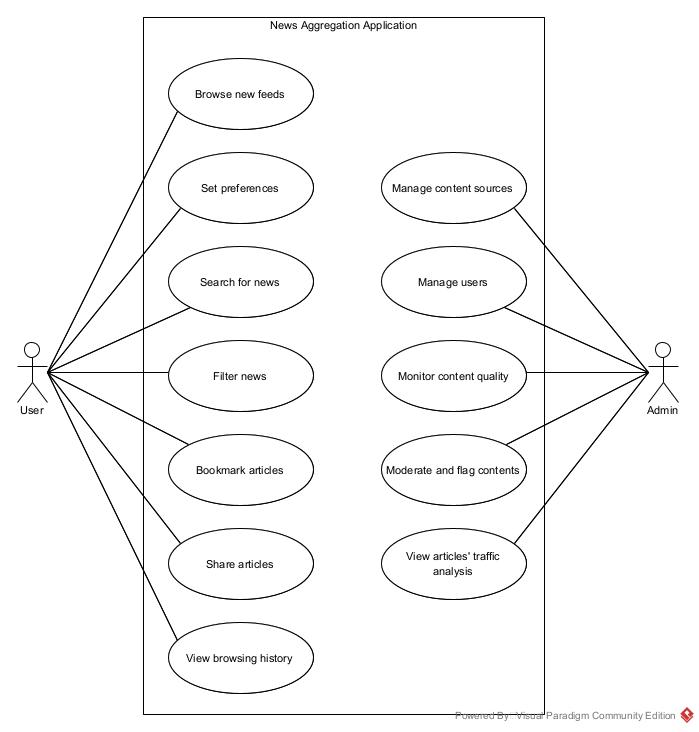 News Aggregation Application
Browse new feeds
Set preferences
Manage content sources
Search for news
Manage users
Filter news
Monitor content quality
User
Admin
Bookmark articles
Moderate and flag contents
Share articles
View articles' traffic
analysis
View browsing history
Powered By: Visual Paradigm Community Edition